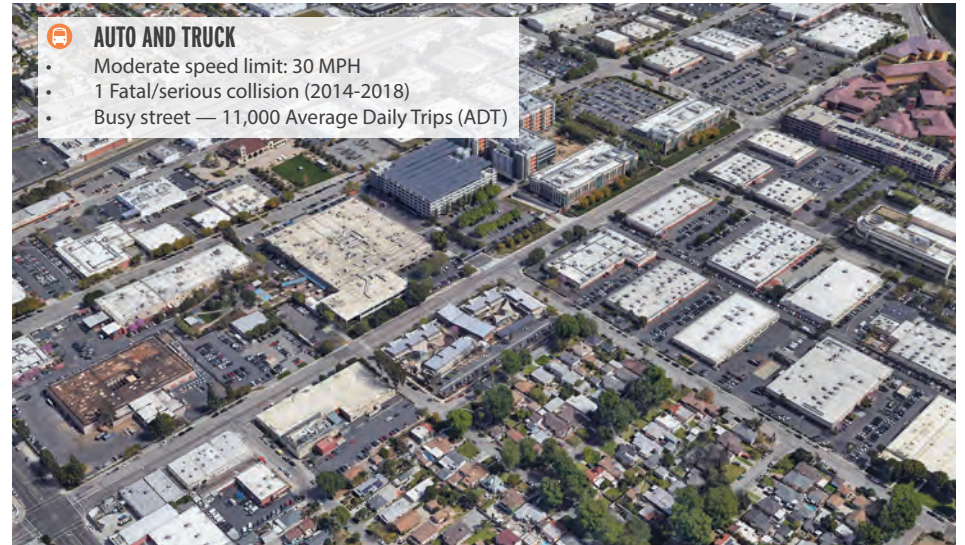 AUTO AND TRUCK
• Moderate speed limit: 30 MPH
• 1 Fatal/serious collision (2014-2018)
• Busy street — 11,000 Average Daily Trips (ADT)